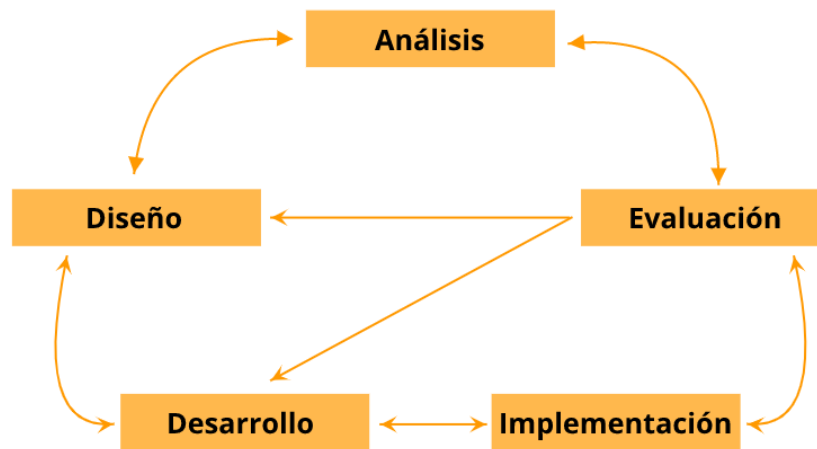 Análisis
Diseño
Evaluación
Desarrollo
Implementación